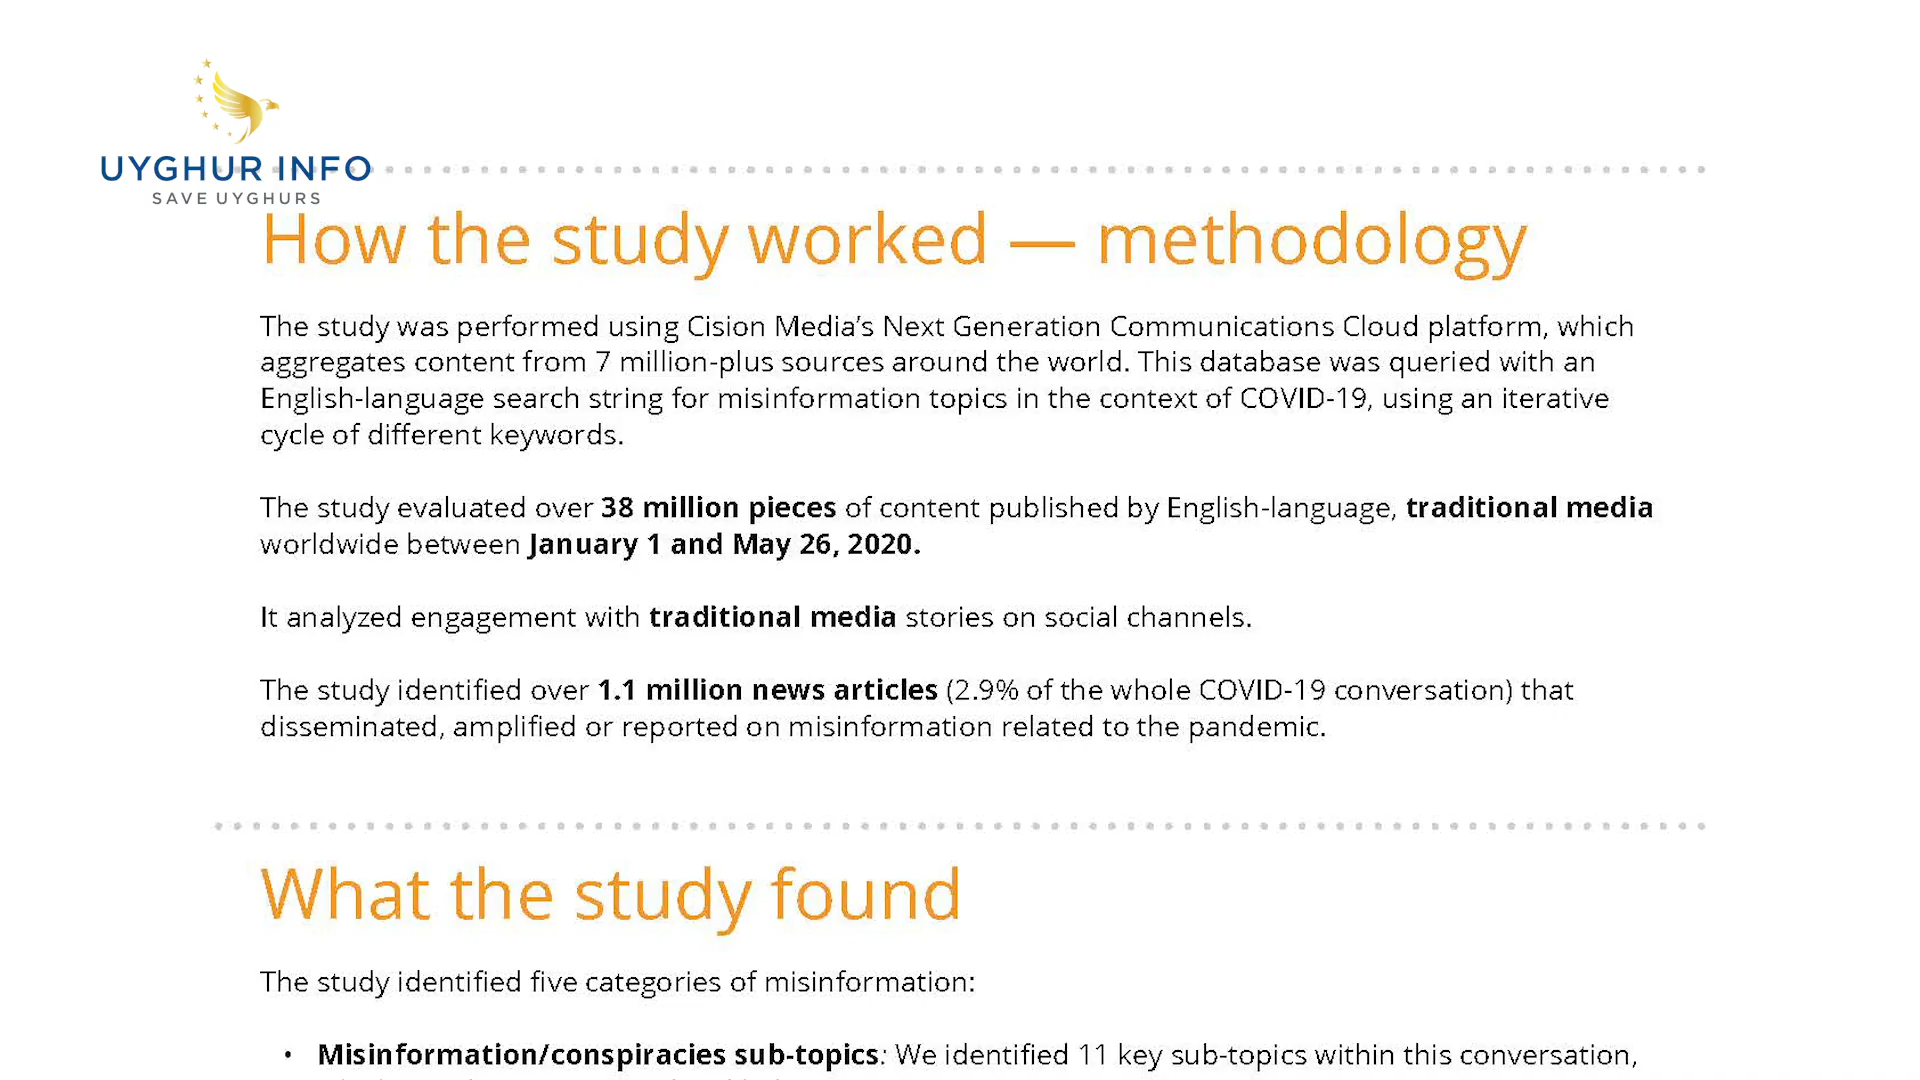 UYGHUR INFO
SAVE UYGHURS
How the study worked — methodology
The study was performed using Cision Media’s Next Generation Communications Cloud platform, which
aggregates content from 7 million-plus sources around the world. This database was queried with an
English-language search string for misinformation topics in the context of COVID-19, using an iterative
cycle of different keywords.
The study evaluated over 38 million pieces of content published by English-language, traditional media
worldwide between January 1 and May 26, 2020.
It analyzed engagement with traditional media stories on social channels.
The study identified over 1.1 million news articles (2.9% of the whole COVID-19 conversation) that
disseminated, amplified or reported on misinformation related to the pandemic.
What the study found
The study identified five categories of misinformation:
• Misinformation/conspiracies sub-topics: We identified 11 key sub-topics within this conversation,